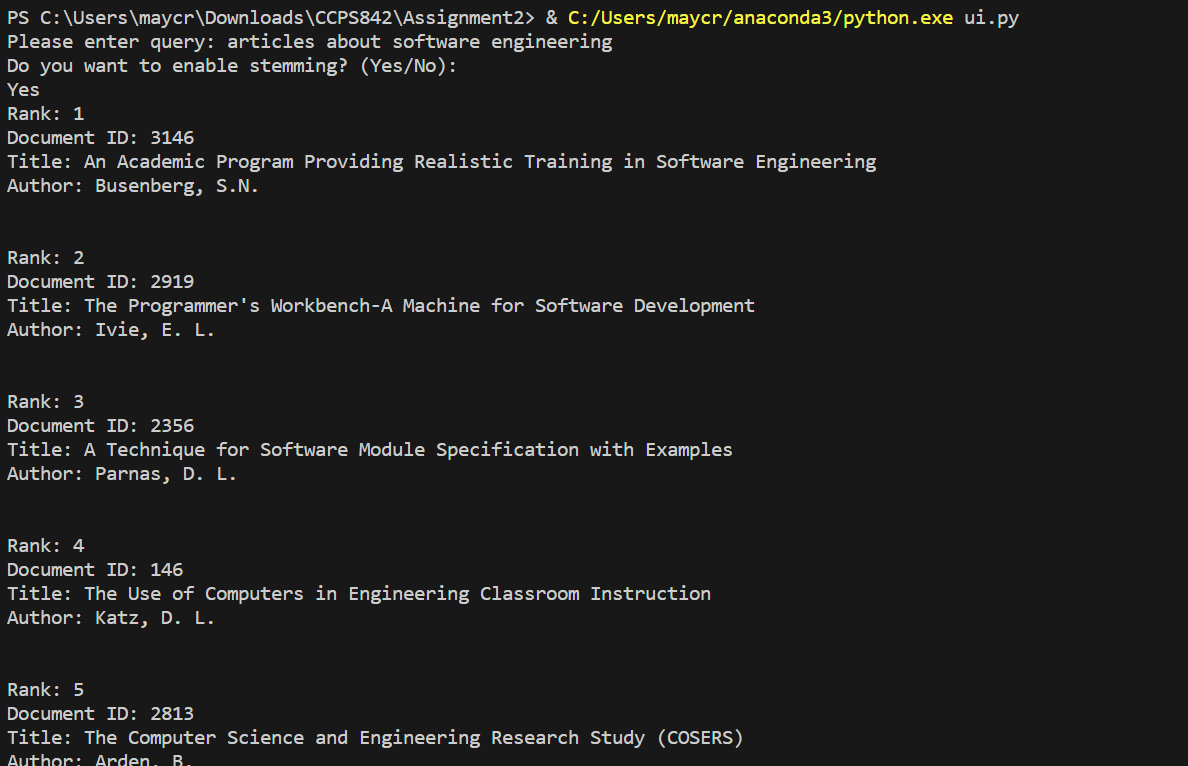 PS C:\Users\maycr\Downloads\CCPS842\Assignment2> & C:/Users/maycr/anaconda3/python.exe ui.py
Please enter query: articles about software engineering
Do you want to enable stemming? (Yes/No):
Yes
Rank: 1
Document ID: 3146
Title: An Academic Program Providing Realistic Training in Software Engineering
Author: Busenberg, S.N.
Rank: 2
Document ID: 2919
Title: The Programmer's Workbench-A Machine for Software Development
Author: Ivie, E. L.
Rank: 3
Document ID: 2356
Title: A Technique for Software Module Specification with Examples
Author: Parnas, D. L.
Rank: 4
Document ID: 146
Title: The Use of Computers in Engineering Classroom Instruction
Author: Katz, D. L.
Rank: 5
Document ID: 2813
Title: The Computer Science and Engineering Research Study (COSERS)
Author: Arden, B.